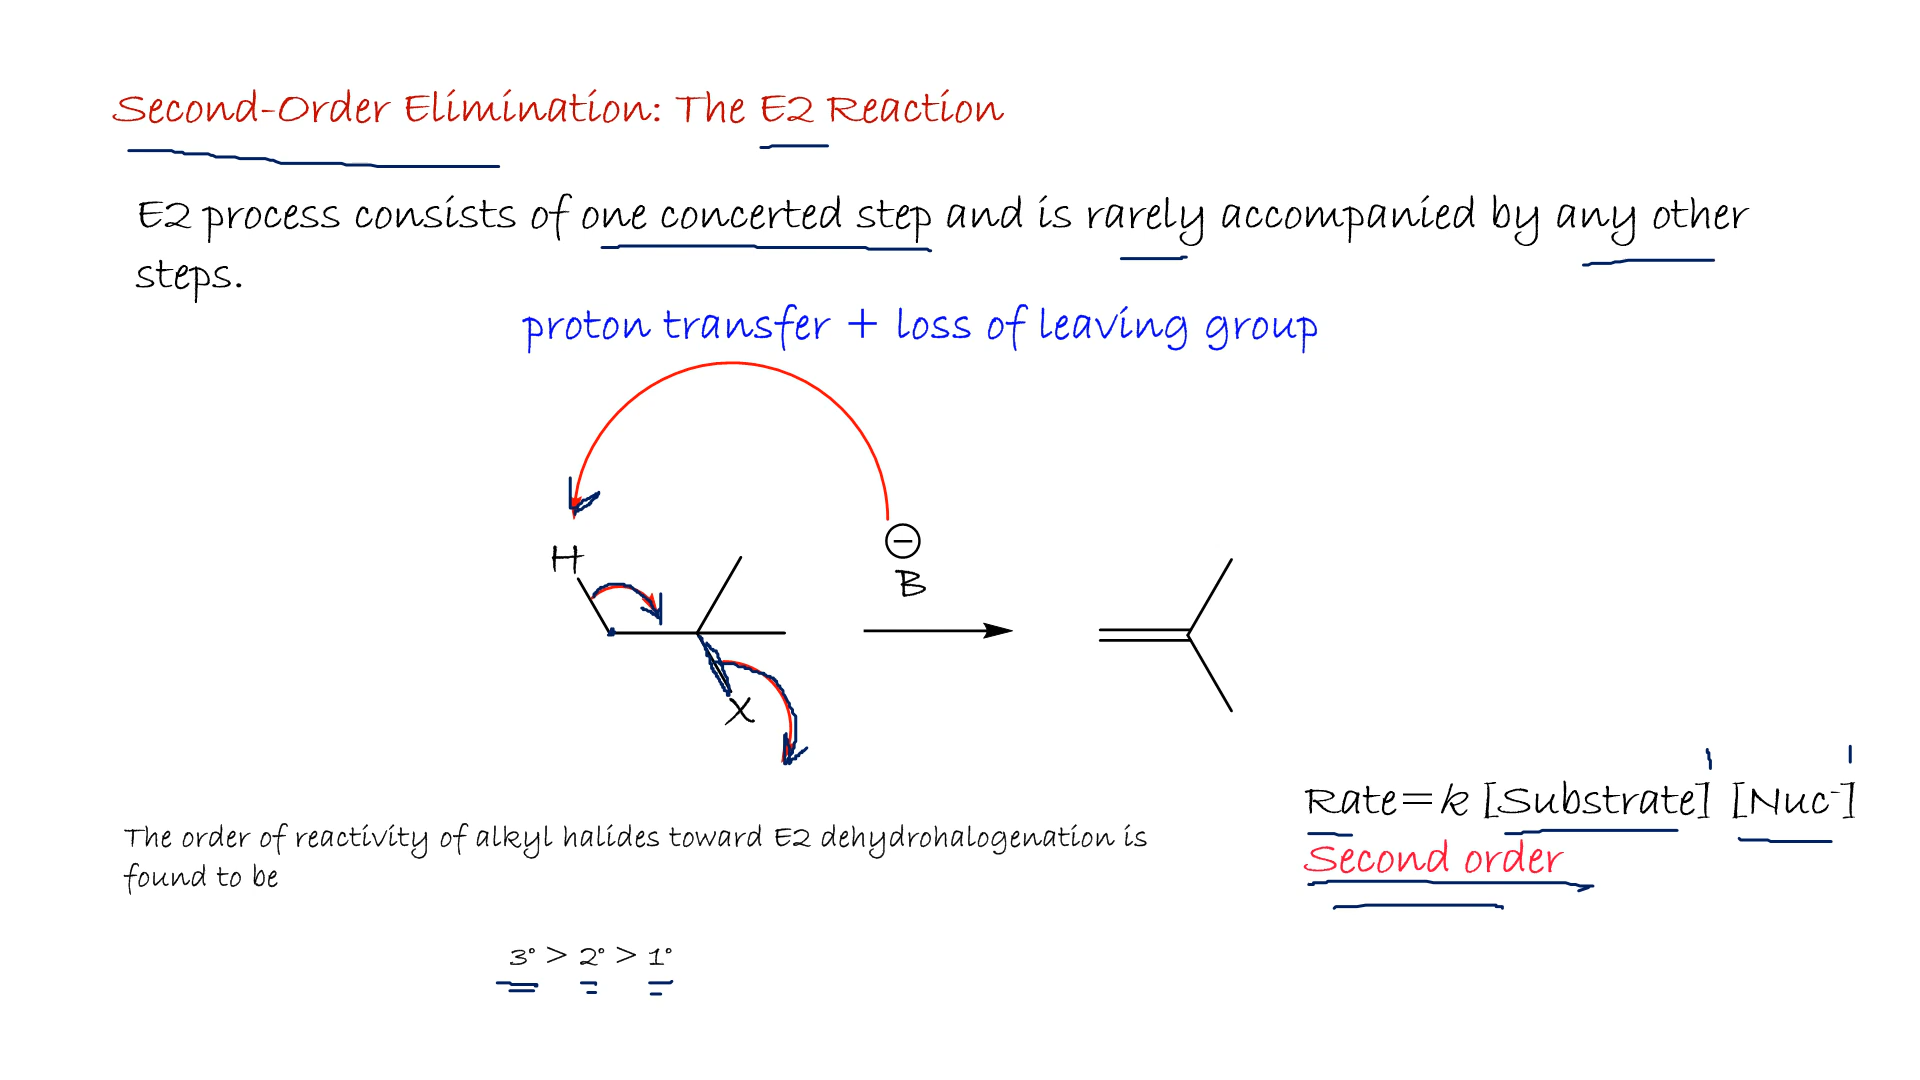 Second-Order Elimination: The E2 Reaction
E2 process consists of one concerted step and is rarely accompanied by any other
steps.
proton transfer + loss of leaving group
H
⊖
B
X
Rate=k [Substrate]¹ [Nuc⁻]¹
Second order
The order of reactivity of alkyl halides toward E2 dehydrohalogenation is
found to be
3° > 2° > 1°